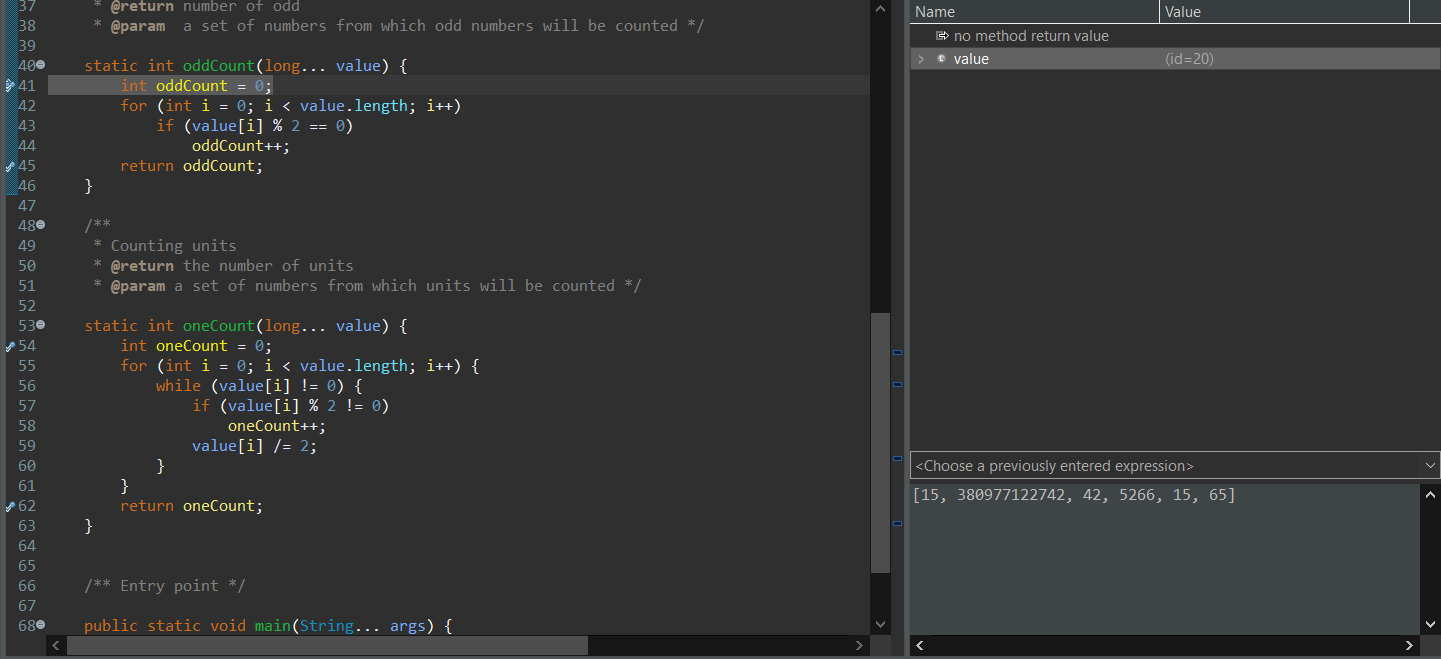 37 * @return number of odd
38 * @param  a set of numbers from which odd numbers will be counted */
39
40 static int oddCount(long... value) {
41 int oddCount = 0;
42 for (int i = 0; i < value.length; i++)
43 if (value[i] % 2 == 0)
44 oddCount++;
45 return oddCount;
46 }
47
48 /**
49 * Counting units
50 * @return the number of units
51 * @param a set of numbers from which units will be counted */
52
53 static int oneCount(long... value) {
54 int oneCount = 0;
55 for (int i = 0; i < value.length; i++) {
56 while (value[i] != 0) {
57 if (value[i] % 2 != 0)
58 oneCount++;
59 value[i] /= 2;
60 }
61 }
62 return oneCount;
63 }
64
65
66 /** Entry point */
67
68 public static void main(String... args) {
Name Value
no method return value
value (id=20)
<Choose a previously entered expression>
[15, 380977122742, 42, 5266, 15, 65]